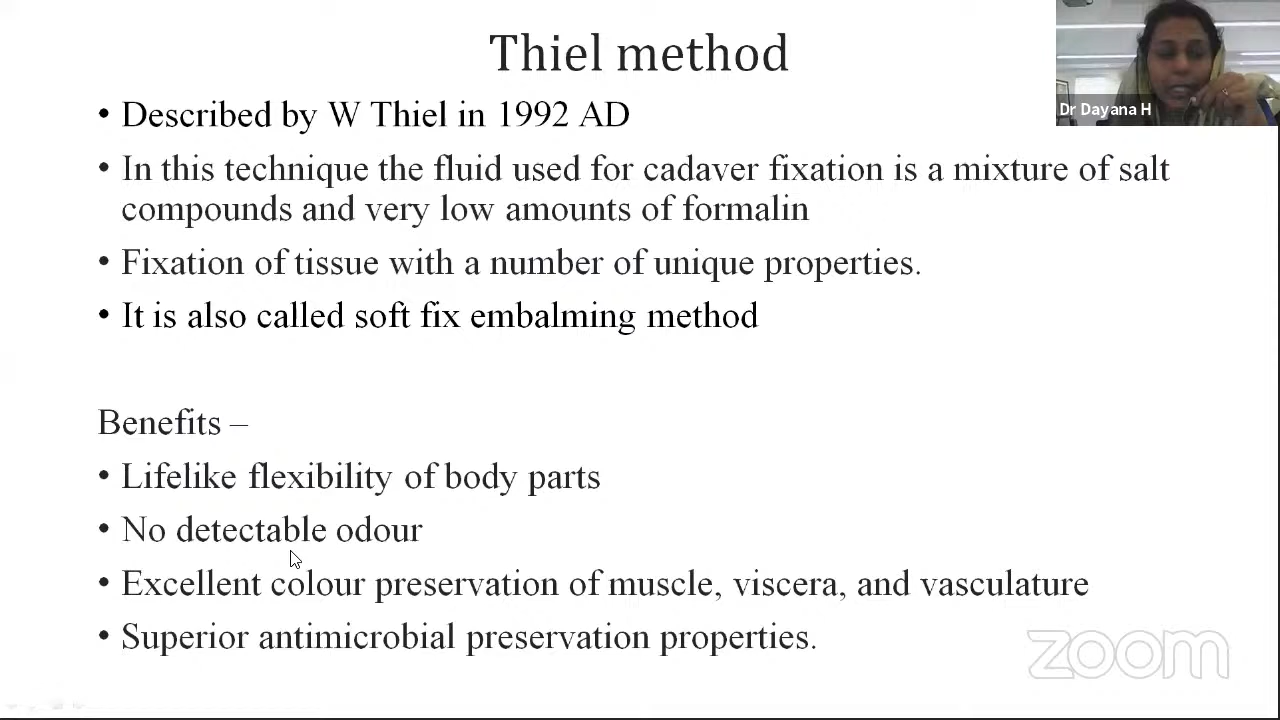 Thiel method
• Described by W Thiel in 1992 AD
• In this technique the fluid used for cadaver fixation is a mixture of salt
compounds and very low amounts of formalin
• Fixation of tissue with a number of unique properties.
• It is also called soft fix embalming method
Benefits –
• Lifelike flexibility of body parts
• No detectable odour
• Excellent colour preservation of muscle, viscera, and vasculature
• Superior antimicrobial preservation properties.
Dr Dayana H
zoom